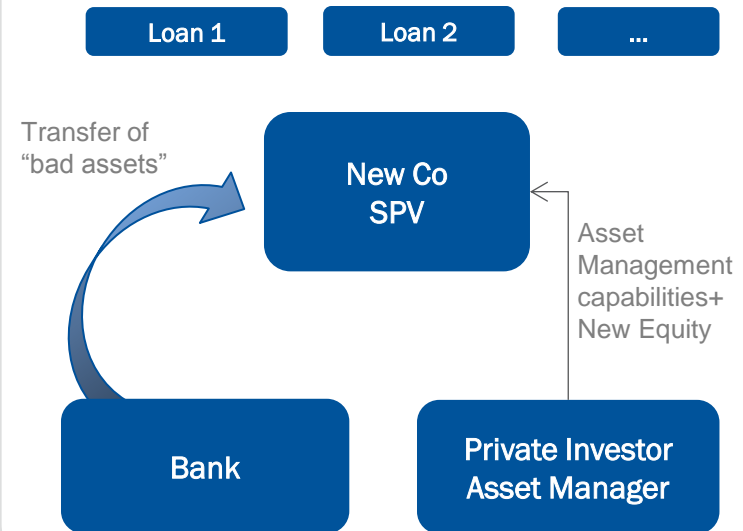 Loan 1
Loan 2
...
Transfer of
“bad assets”
New Co
SPV
Asset
Management
capabilities+
New Equity
Bank
Private Investor
Asset Manager